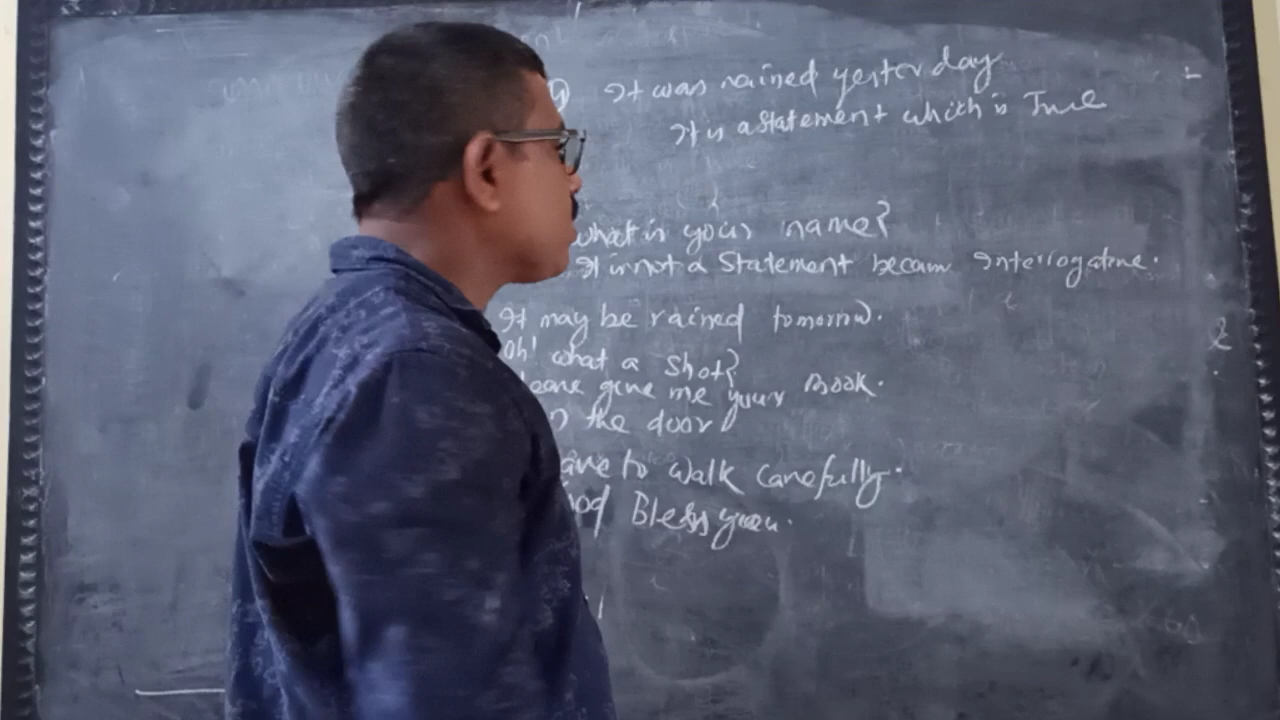 It was rained yesterday
It is a statement which is True
what is your name?
It is not a Statement becaus Interrogative.
It may be rained tomorrow.
Oh! what a shot?
give me your Book.
the door
to walk carefully.
Bless you.